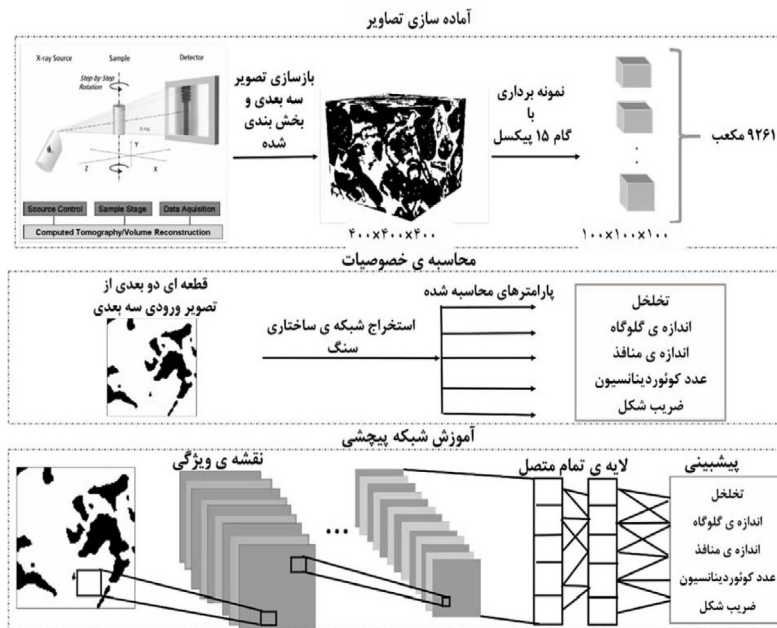 آماده سازی تصاویر
X-ray Source
Sample
Detector
Step-by-Step
Rotation
X-ray
Y
Z
X
Scource Control
Sample Stage
Data Aquisition
Computed Tomography/Volume Reconstruction
بازسازی تصویر
سه بعدی و
بخش بندی
شده
۴۰۰×۴۰۰×۴۰۰
نمونه برداری
با
گام ۱۵ پیکسل
۱۰۰×۱۰۰×۱۰۰
۹۲۶۱ مکعب
محاسبه ی خصوصیات
قطعه ای دو بعدی از
تصویر ورودی سه بعدی
استخراج شبکه ی ساختاری
سنگ
پارامترهای محاسبه شده
تخلخل
اندازه ی گلوگاه
اندازه ی منافذ
عدد کوئوردینانسیون
ضریب شکل
آموزش شبکه پیچشی
نقشه ی ویژگی
...
لایه ی تمام متصل
پیشبینی
تخلخل
اندازه ی گلوگاه
اندازه ی منافذ
عدد کوئوردینانسیون
ضریب شکل